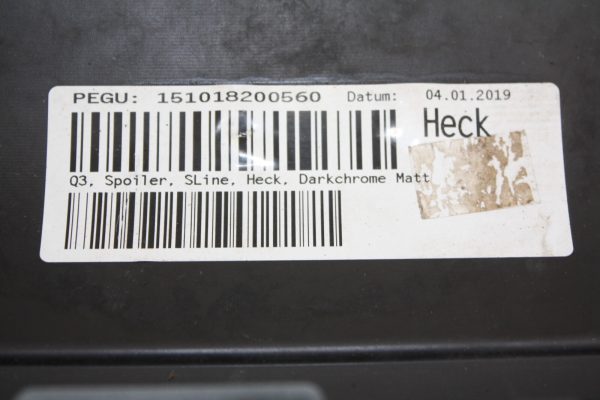 PEGU: 151018200560 Datum: 04.01.2019
Heck
Q3, Spoiler, SLine, Heck, Darkchrome Matt